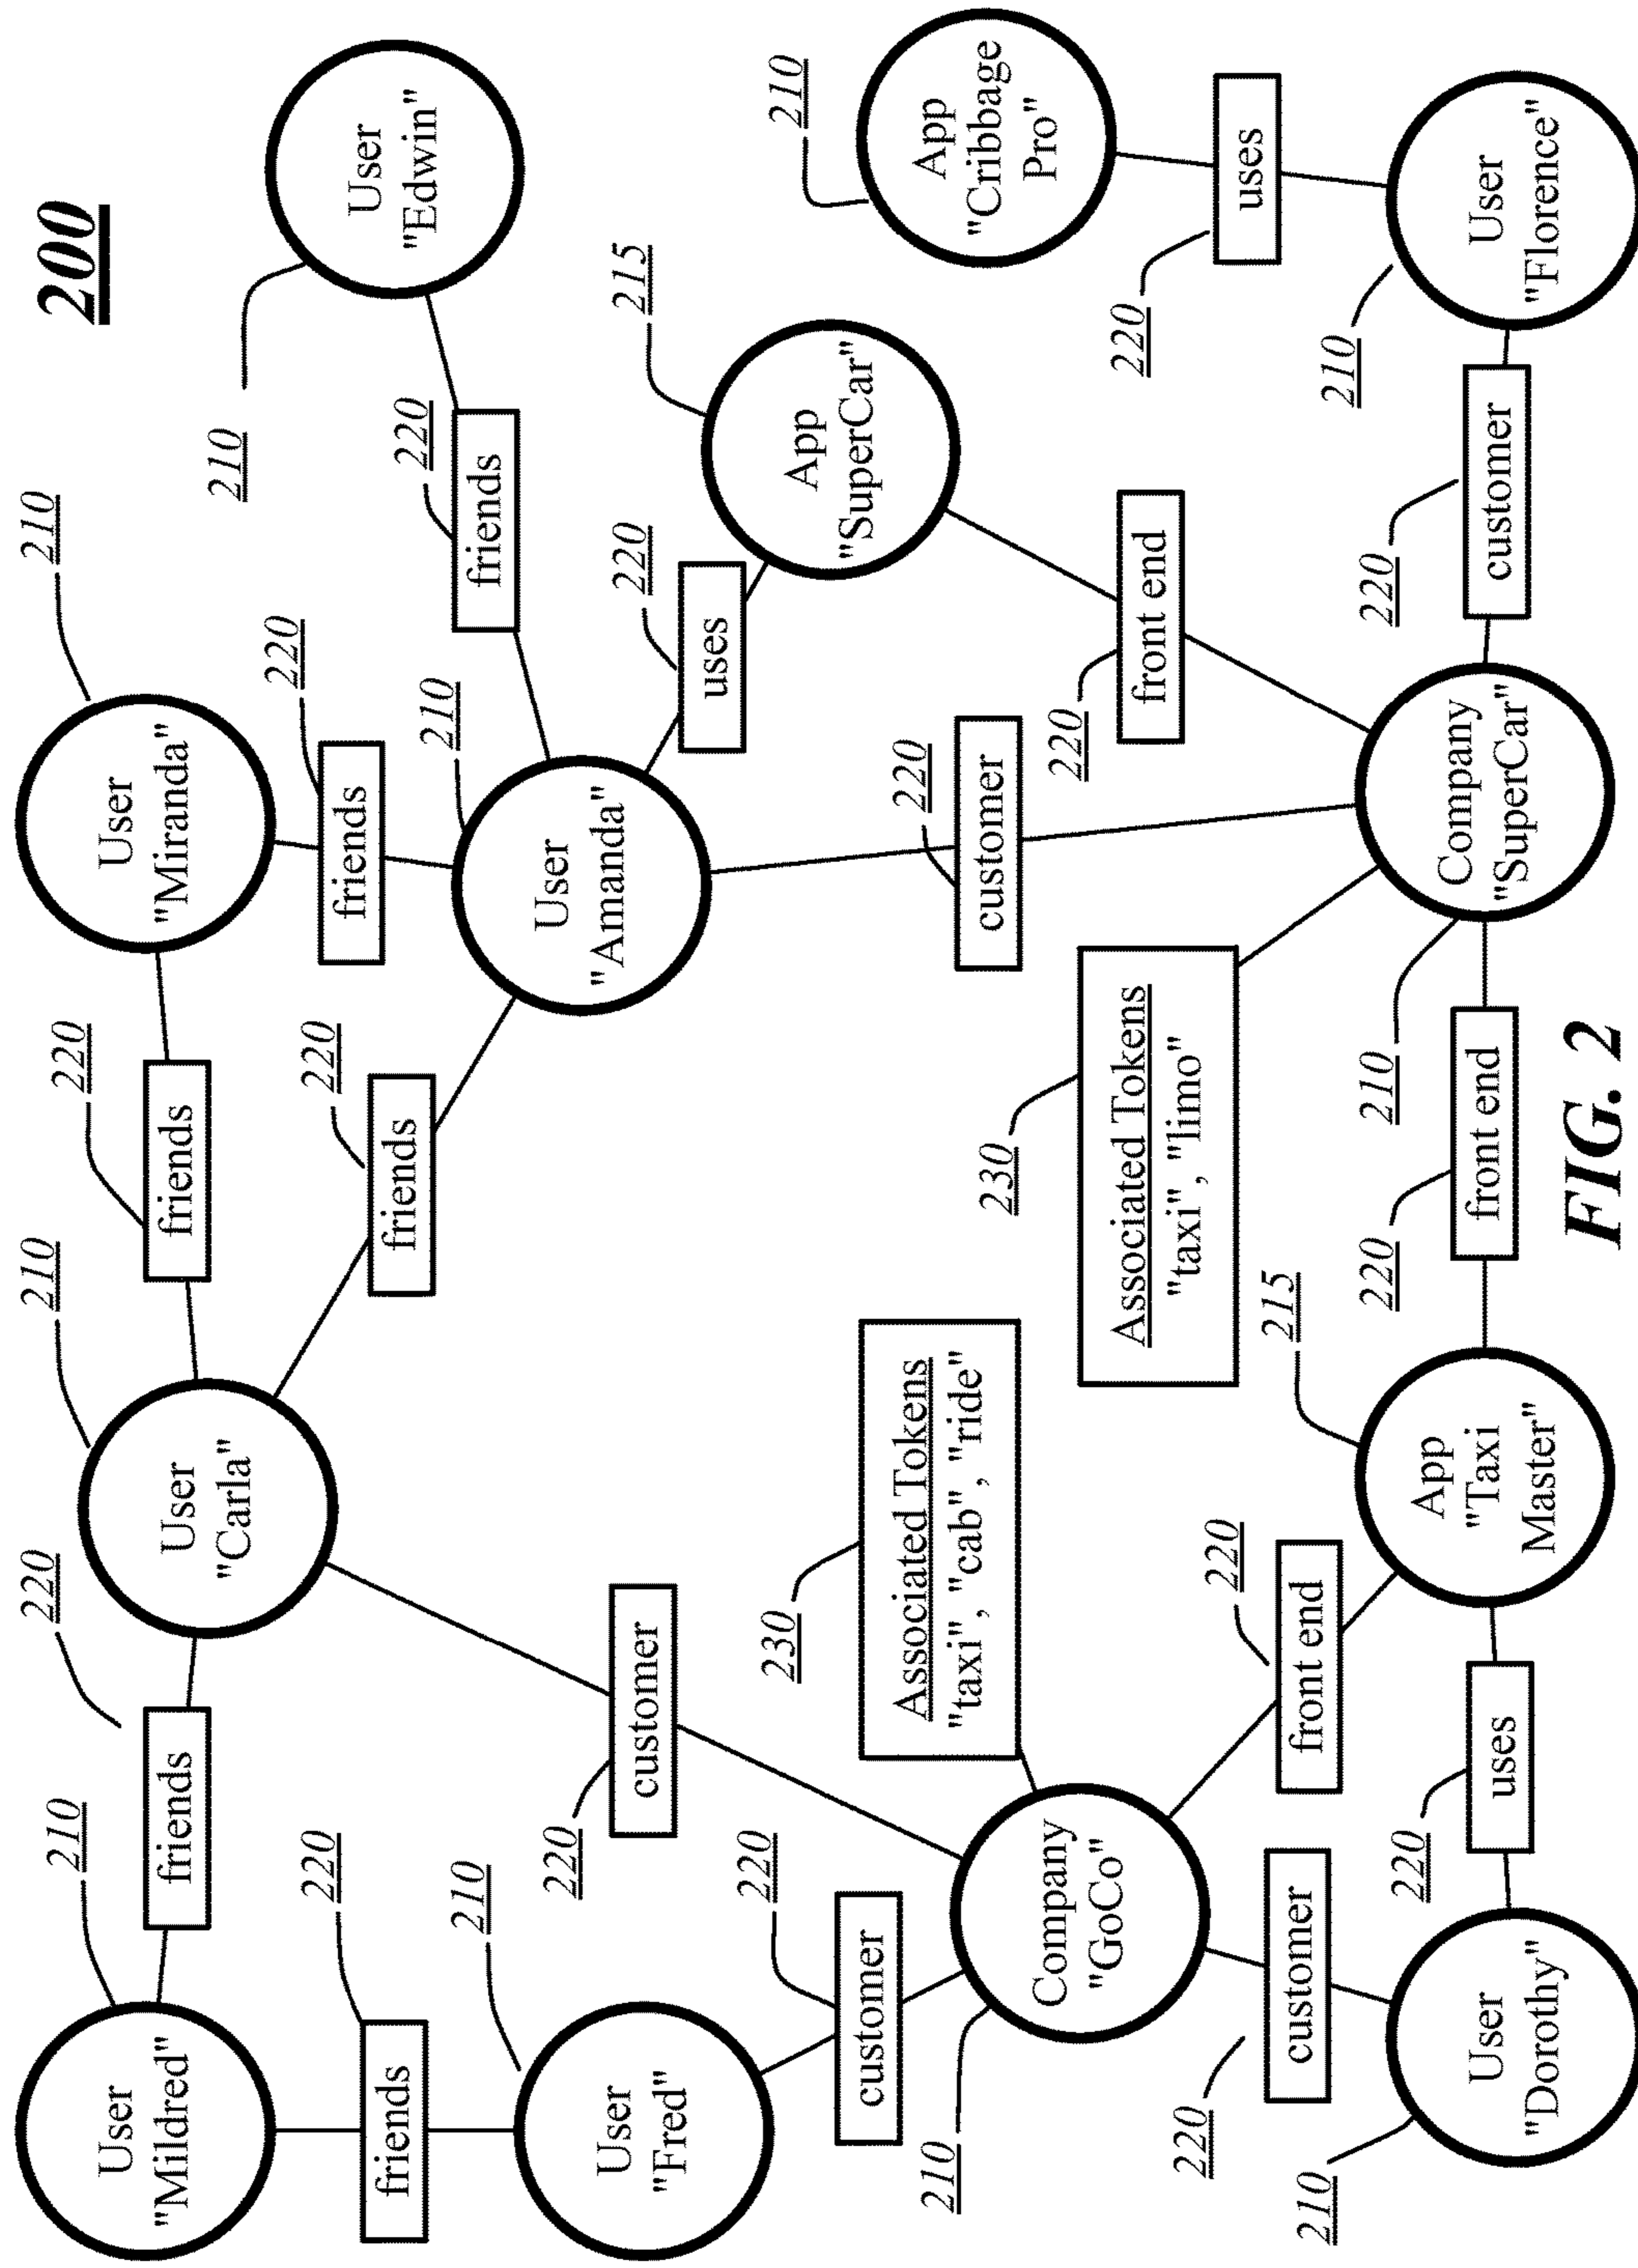 200
210
User
"Mildred"
220
friends
210
User
"Carla"
220
friends
210
User
"Miranda"
220
friends
220
friends
220
friends
210
User
"Edwin"
220
friends
210
User
"Fred"
220
customer
210
User
"Amanda"
220
uses
215
App
"SuperCar"
220
customer
230
Associated Tokens
"taxi", "cab", "ride"
220
customer
210
App
"Cribbage
Pro"
210
Company
"GoCo"
230
Associated Tokens
"taxi", "limo"
220
front end
220
uses
220
customer
220
front end
210
User
"Dorothy"
220
uses
215
App
"Taxi
Master"
220
front end
210
Company
"SuperCar"
220
customer
210
User
"Florence"
FIG. 2